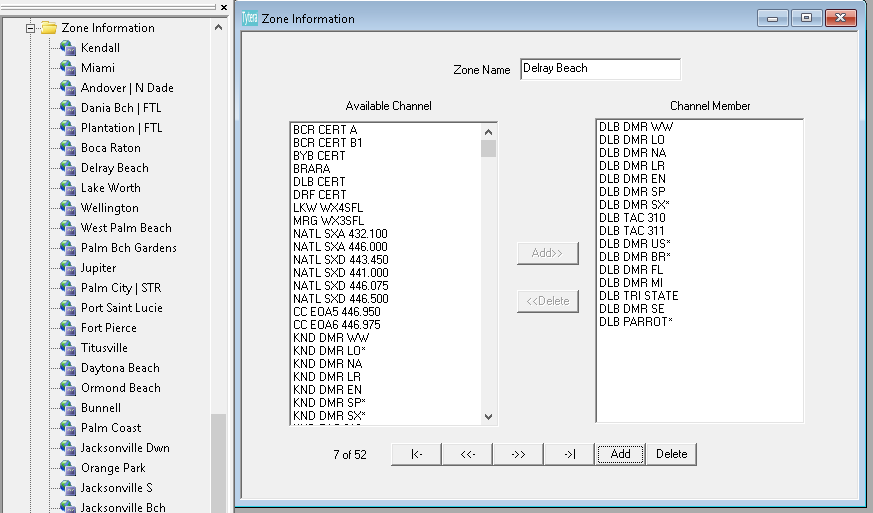 Zone Information
Kendall
Miami
Andover | N Dade
Dania Bch | FTL
Plantation | FTL
Boca Raton
Delray Beach
Lake Worth
Wellington
West Palm Beach
Palm Bch Gardens
Jupiter
Palm City | STR
Port Saint Lucie
Fort Pierce
Titusville
Daytona Beach
Ormond Beach
Bunnell
Palm Coast
Jacksonville Dwn
Orange Park
Jacksonville S
Jacksonville Bch
Tytera Zone Information
Zone Name Delray Beach
Available Channel
BCR CERT A
BCR CERT B1
BYB CERT
BRARA
DLB CERT
DRF CERT
LKW WX4SFL
MRG WX3SFL
NATL SXA 432.100
NATL SXA 446.000
NATL SXD 443.450
NATL SXD 441.000
NATL SXD 446.075
NATL SXD 446.500
CC EOA5 446.950
CC EOA6 446.975
KND DMR WW
KND DMR LO*
KND DMR NA
KND DMR LR
KND DMR EN
KND DMR SP*
KND DMR SX*
Add>>
<<Delete
Channel Member
DLB DMR WW
DLB DMR LO
DLB DMR NA
DLB DMR LR
DLB DMR EN
DLB DMR SP
DLB DMR SX*
DLB TAC 310
DLB TAC 311
DLB DMR US*
DLB DMR BR*
DLB DMR FL
DLB DMR MI
DLB TRI STATE
DLB DMR SE
DLB PARROT*
7 of 52 |<- <<- ->> ->| Add Delete